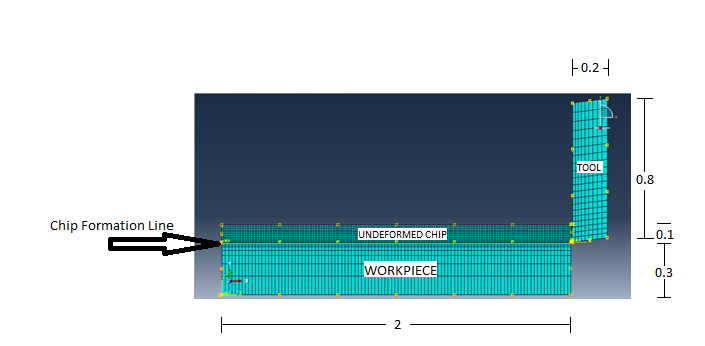 0.2
TOOL
0.8
Chip Formation Line
UNDEFORMED CHIP
0.1
WORKPIECE
0.3
2